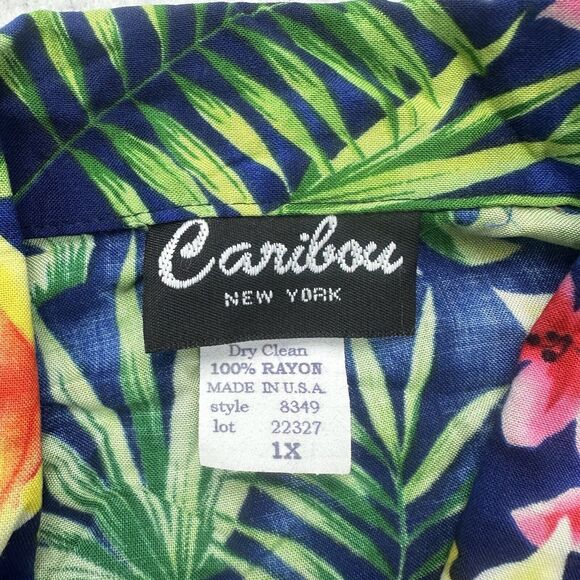 Caribou
NEW YORK
Dry Clean
100% RAYON
MADE IN U.S.A.
style 8349
lot 22327
1X